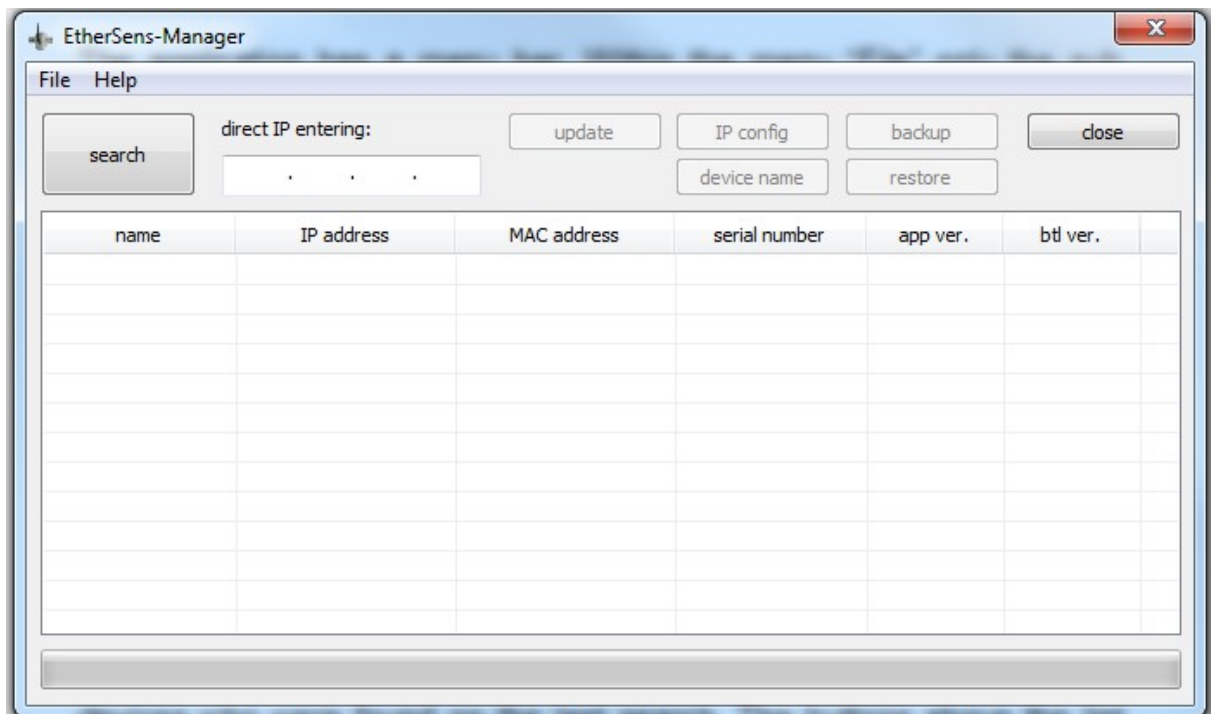 EtherSens-Manager
File Help
search
direct IP entering:
. . .
update
IP config
backup
close
device name
restore
name IP address MAC address serial number app ver. btl ver.